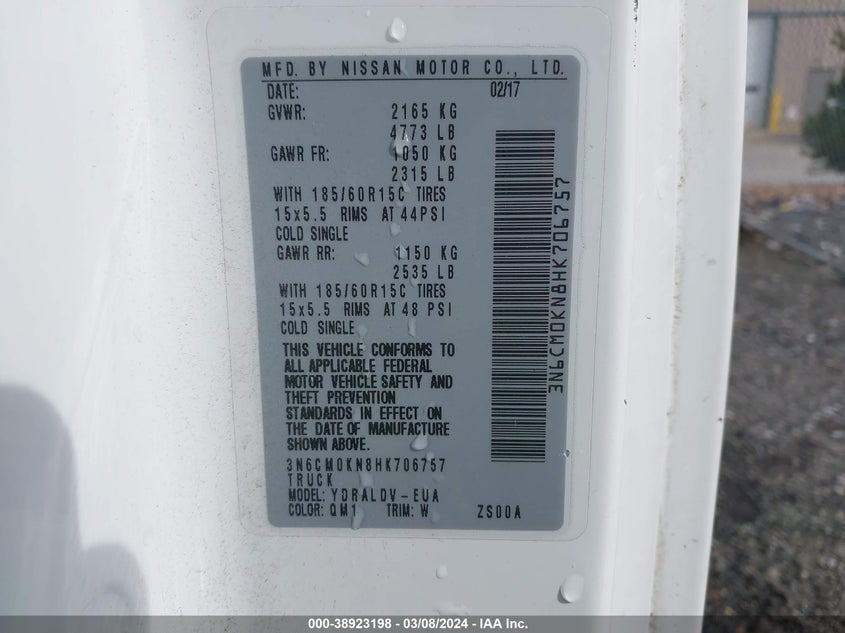 MFD. BY NISSAN MOTOR CO., LTD.
DATE: 02/17
GVWR: 2165 KG
4773 LB
GAWR FR: 1050 KG
2315 LB
WITH 185/60R15C TIRES
15x5.5 RIMS AT 44PSI
COLD SINGLE
GAWR RR: 1150 KG
2535 LB
WITH 185/60R15C TIRES
15x5.5 RIMS AT 48 PSI
COLD SINGLE
THIS VEHICLE CONFORMS TO
ALL APPLICABLE FEDERAL
MOTOR VEHICLE SAFETY AND
THEFT PREVENTION
STANDARDS IN EFFECT ON
THE DATE OF MANUFACTURE
SHOWN ABOVE.
3N6CM0KN8HK706757
TRUCK
MODEL: YDRALDV-EUA
COLOR: QM1 TRIM: W ZS00A
3N6CM0KN8HK706757
000-38923198 - 03/08/2024 - IAA Inc.